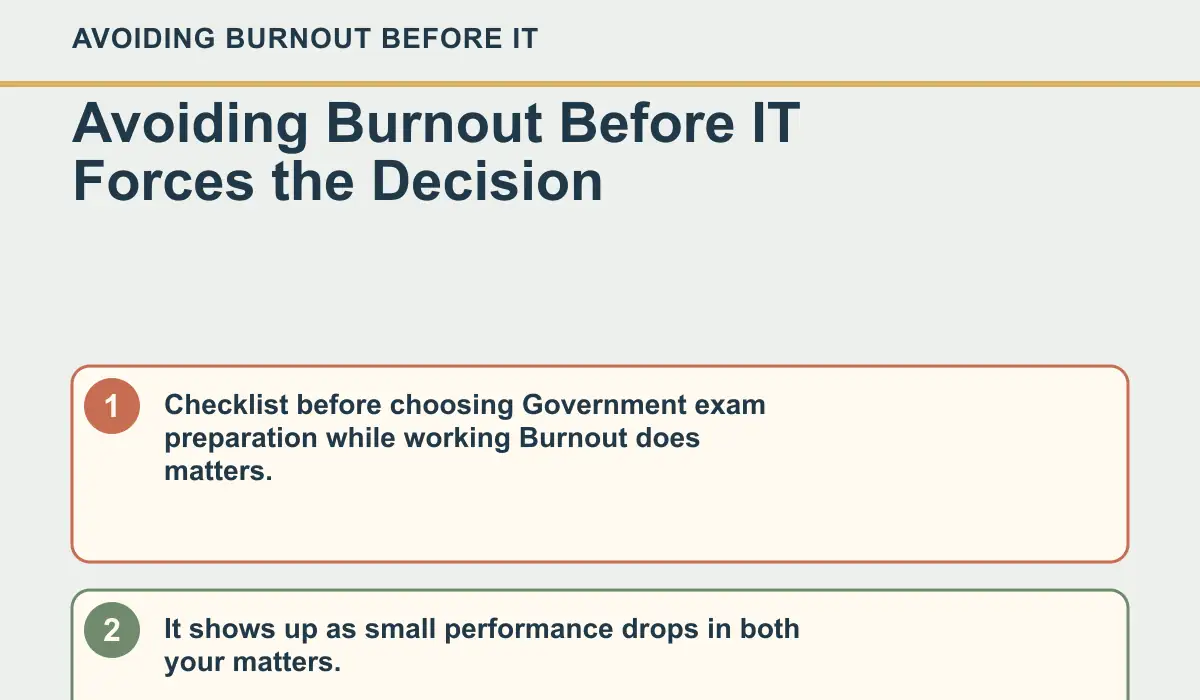 AVOIDING BURNOUT BEFORE IT
Avoiding Burnout Before IT
Forces the Decision
1
Checklist before choosing Government exam
preparation while working Burnout does
matters.
2
It shows up as small performance drops in both
your matters.